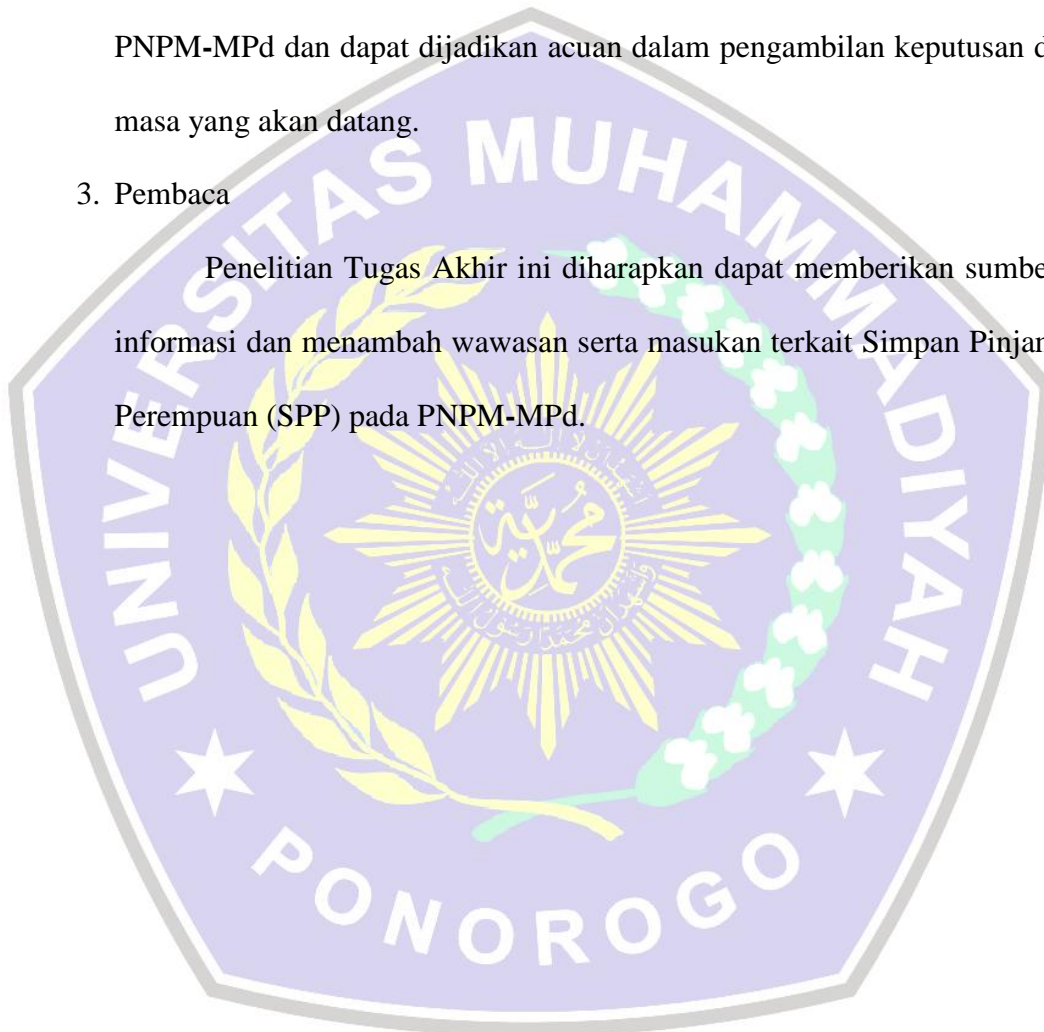 PNPM-MPd dan dapat dijadikan acuan dalam pengambilan keputusan d
masa yang akan datang.
3. Pembaca
Penelitian Tugas Akhir ini diharapkan dapat memberikan sumbe
informasi dan menambah wawasan serta masukan terkait Simpan Pinjam
Perempuan (SPP) pada PNPM-MPd.
UNIVERSITAS MUHAMMADIYAH
PONOROGO